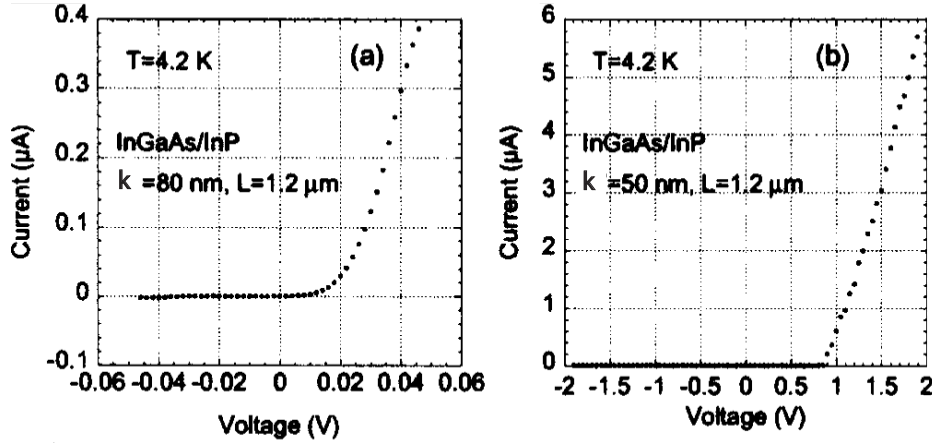 0.4
0.3
0.2
0.1
0
-0.1
T=4.2 K
(a)
InGaAs/InP
k =80 nm, L=1.2 µm
Current (µA)
-0.06 -0.04 -0.02 0 0.02 0.04 0.06
Voltage (V)
6
5
4
3
2
1
0
T=4.2 K
(b)
InGaAs/InP
k =50 nm, L=1.2 µm
Current (µA)
-2 -1.5 -1 -0.5 0 0.5 1 1.5 2
Voltage (V)